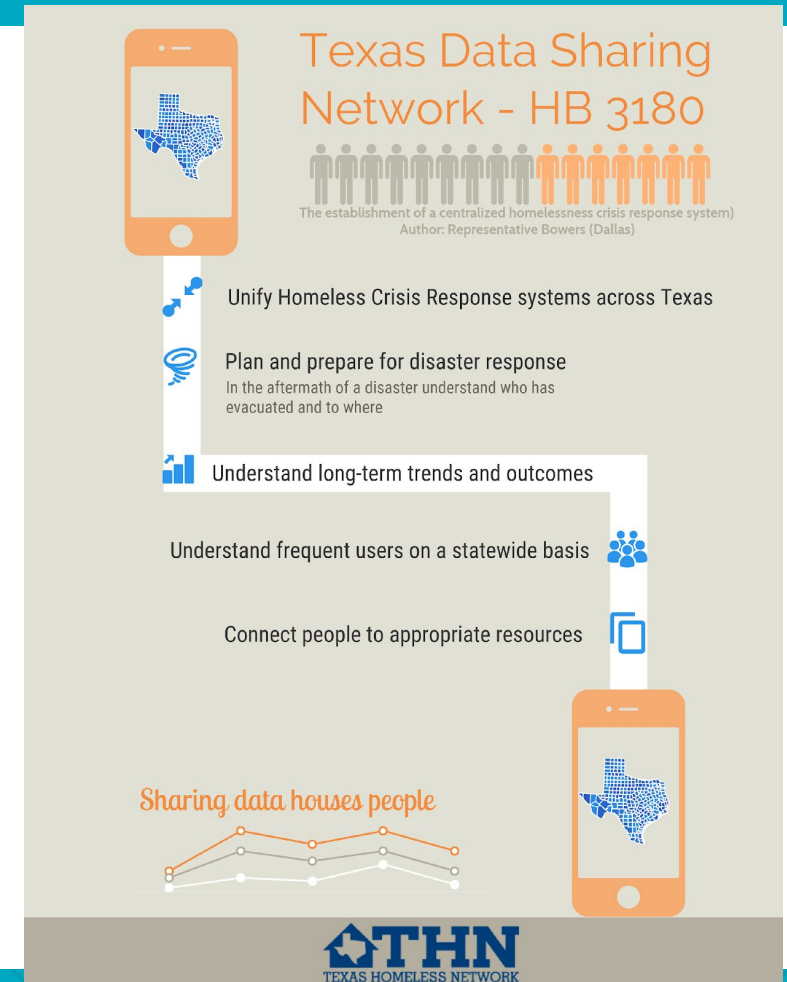 Texas Data Sharing
Network - HB 3180
The establishment of a centralized homelessness crisis response system)
Author: Representative Bowers (Dallas)
Unify Homeless Crisis Response systems across Texas
Plan and prepare for disaster response
In the aftermath of a disaster understand who has
evacuated and to where
Understand long-term trends and outcomes
Understand frequent users on a statewide basis
Connect people to appropriate resources
Sharing data houses people
THN
TEXAS HOMELESS NETWORK